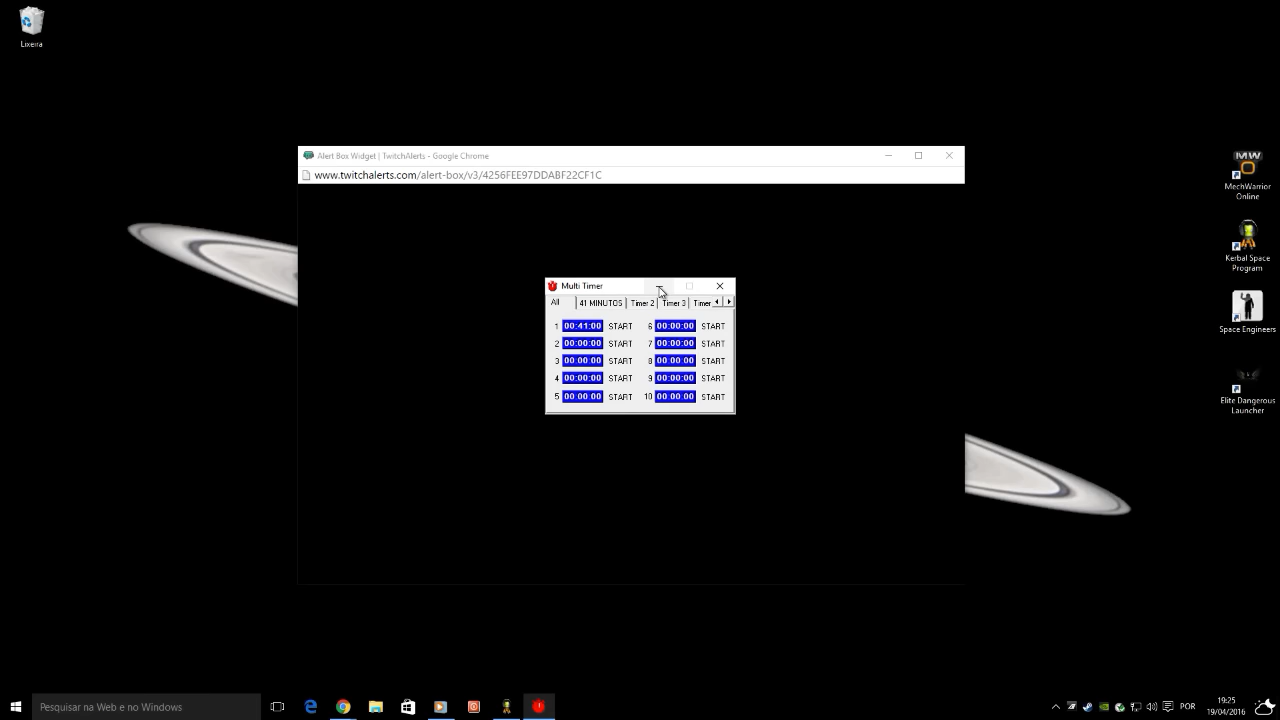 Lixeira
Alert Box Widget | TwitchAlerts - Google Chrome
www.twitchalerts.com/alert-box/v3/4256FEE97DDABF22CF1C
MechWarrior
Online
Kerbal Space
Program
Space Engineers
Elite Dangerous
Launcher
Multi Timer
All 41 MINUTOS Timer 2 Timer 3 Timer
1 00:41:00 START 6 00:00:00 START
2 00:00:00 START 7 00:00:00 START
3 00:00:00 START 8 00:00:00 START
4 00:00:00 START 9 00:00:00 START
5 00:00:00 START 10 00:00:00 START
Pesquisar na Web e no Windows
POR
19:25
19/04/2016